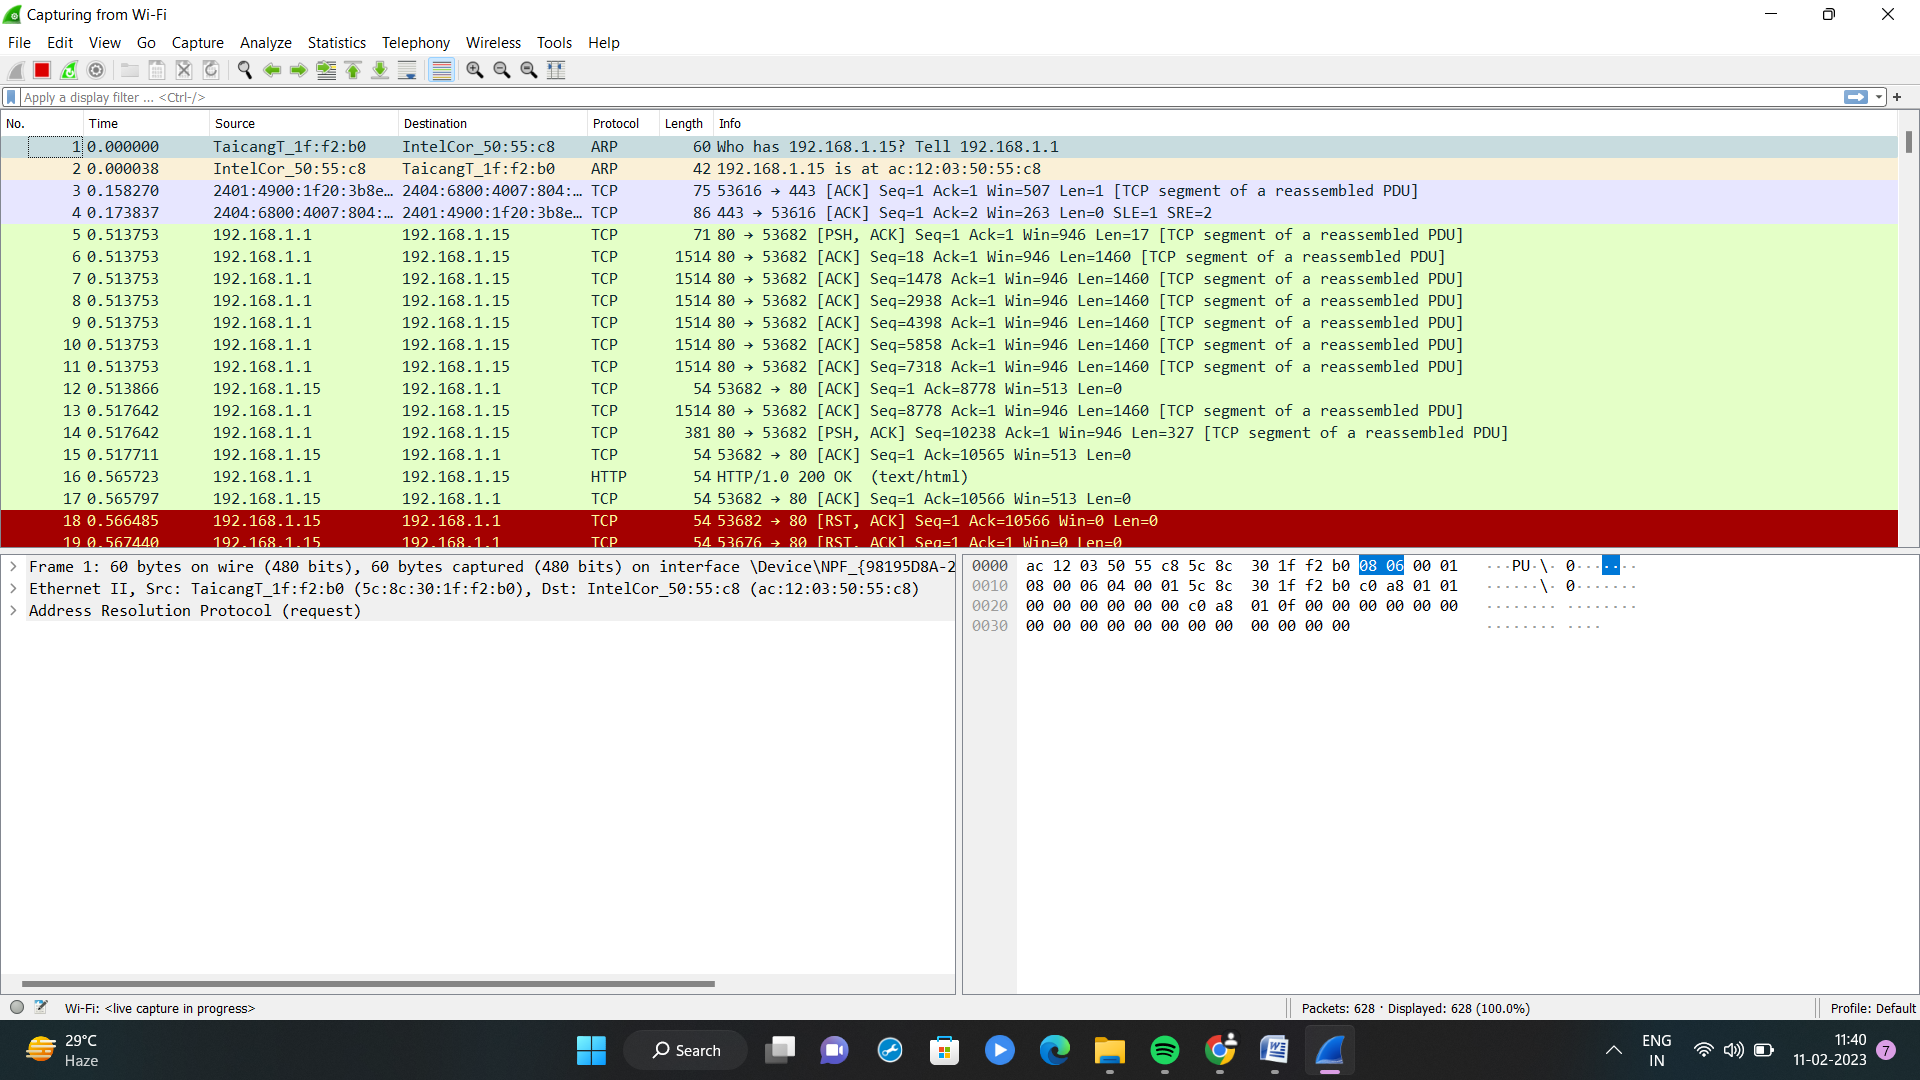 Capturing from Wi-Fi
File Edit View Go Capture Analyze Statistics Telephony Wireless Tools Help
Apply a display filter ... <Ctrl-/>
No. Time Source Destination Protocol Length Info
1 0.000000 TaicangT_1f:f2:b0 IntelCor_50:55:c8 ARP 60 Who has 192.168.1.15? Tell 192.168.1.1
2 0.000038 IntelCor_50:55:c8 TaicangT_1f:f2:b0 ARP 42 192.168.1.15 is at ac:12:03:50:55:c8
3 0.158270 2401:4900:1f20:3b8e… 2404:6800:4007:804:… TCP 75 53616 → 443 [ACK] Seq=1 Ack=1 Win=507 Len=1 [TCP segment of a reassembled PDU]
4 0.173837 2404:6800:4007:804:… 2401:4900:1f20:3b8e… TCP 86 443 → 53616 [ACK] Seq=1 Ack=2 Win=263 Len=0 SLE=1 SRE=2
5 0.513753 192.168.1.1 192.168.1.15 TCP 71 80 → 53682 [PSH, ACK] Seq=1 Ack=1 Win=946 Len=17 [TCP segment of a reassembled PDU]
6 0.513753 192.168.1.1 192.168.1.15 TCP 1514 80 → 53682 [ACK] Seq=18 Ack=1 Win=946 Len=1460 [TCP segment of a reassembled PDU]
7 0.513753 192.168.1.1 192.168.1.15 TCP 1514 80 → 53682 [ACK] Seq=1478 Ack=1 Win=946 Len=1460 [TCP segment of a reassembled PDU]
8 0.513753 192.168.1.1 192.168.1.15 TCP 1514 80 → 53682 [ACK] Seq=2938 Ack=1 Win=946 Len=1460 [TCP segment of a reassembled PDU]
9 0.513753 192.168.1.1 192.168.1.15 TCP 1514 80 → 53682 [ACK] Seq=4398 Ack=1 Win=946 Len=1460 [TCP segment of a reassembled PDU]
10 0.513753 192.168.1.1 192.168.1.15 TCP 1514 80 → 53682 [ACK] Seq=5858 Ack=1 Win=946 Len=1460 [TCP segment of a reassembled PDU]
11 0.513753 192.168.1.1 192.168.1.15 TCP 1514 80 → 53682 [ACK] Seq=7318 Ack=1 Win=946 Len=1460 [TCP segment of a reassembled PDU]
12 0.513866 192.168.1.15 192.168.1.1 TCP 54 53682 → 80 [ACK] Seq=1 Ack=8778 Win=513 Len=0
13 0.517642 192.168.1.1 192.168.1.15 TCP 1514 80 → 53682 [ACK] Seq=8778 Ack=1 Win=946 Len=1460 [TCP segment of a reassembled PDU]
14 0.517642 192.168.1.1 192.168.1.15 TCP 381 80 → 53682 [PSH, ACK] Seq=10238 Ack=1 Win=946 Len=327 [TCP segment of a reassembled PDU]
15 0.517711 192.168.1.15 192.168.1.1 TCP 54 53682 → 80 [ACK] Seq=1 Ack=10565 Win=513 Len=0
16 0.565723 192.168.1.1 192.168.1.15 HTTP 54 HTTP/1.0 200 OK (text/html)
17 0.565797 192.168.1.15 192.168.1.1 TCP 54 53682 → 80 [ACK] Seq=1 Ack=10566 Win=513 Len=0
18 0.566485 192.168.1.15 192.168.1.1 TCP 54 53682 → 80 [RST, ACK] Seq=1 Ack=10566 Win=0 Len=0
19 0.567440 192.168.1.15 192.168.1.1 TCP 54 53676 → 80 [RST, ACK] Seq=1 Ack=1 Win=0 Len=0
Frame 1: 60 bytes on wire (480 bits), 60 bytes captured (480 bits) on interface \Device\NPF_{98195D8A-2
Ethernet II, Src: TaicangT_1f:f2:b0 (5c:8c:30:1f:f2:b0), Dst: IntelCor_50:55:c8 (ac:12:03:50:55:c8)
Address Resolution Protocol (request)
0000 ac 12 03 50 55 c8 5c 8c 30 1f f2 b0 08 06 00 01 ···PU·\· 0·······
0010 08 00 06 04 00 01 5c 8c 30 1f f2 b0 c0 a8 01 01 ······\· 0·······
0020 00 00 00 00 00 00 c0 a8 01 0f 00 00 00 00 00 00 ········ ········
0030 00 00 00 00 00 00 00 00 00 00 00 00 ········ ····
Wi-Fi: <live capture in progress>
Packets: 628 · Displayed: 628 (100.0%)
Profile: Default
29°C
Haze
Search
ENG
IN
11:40
11-02-2023
7